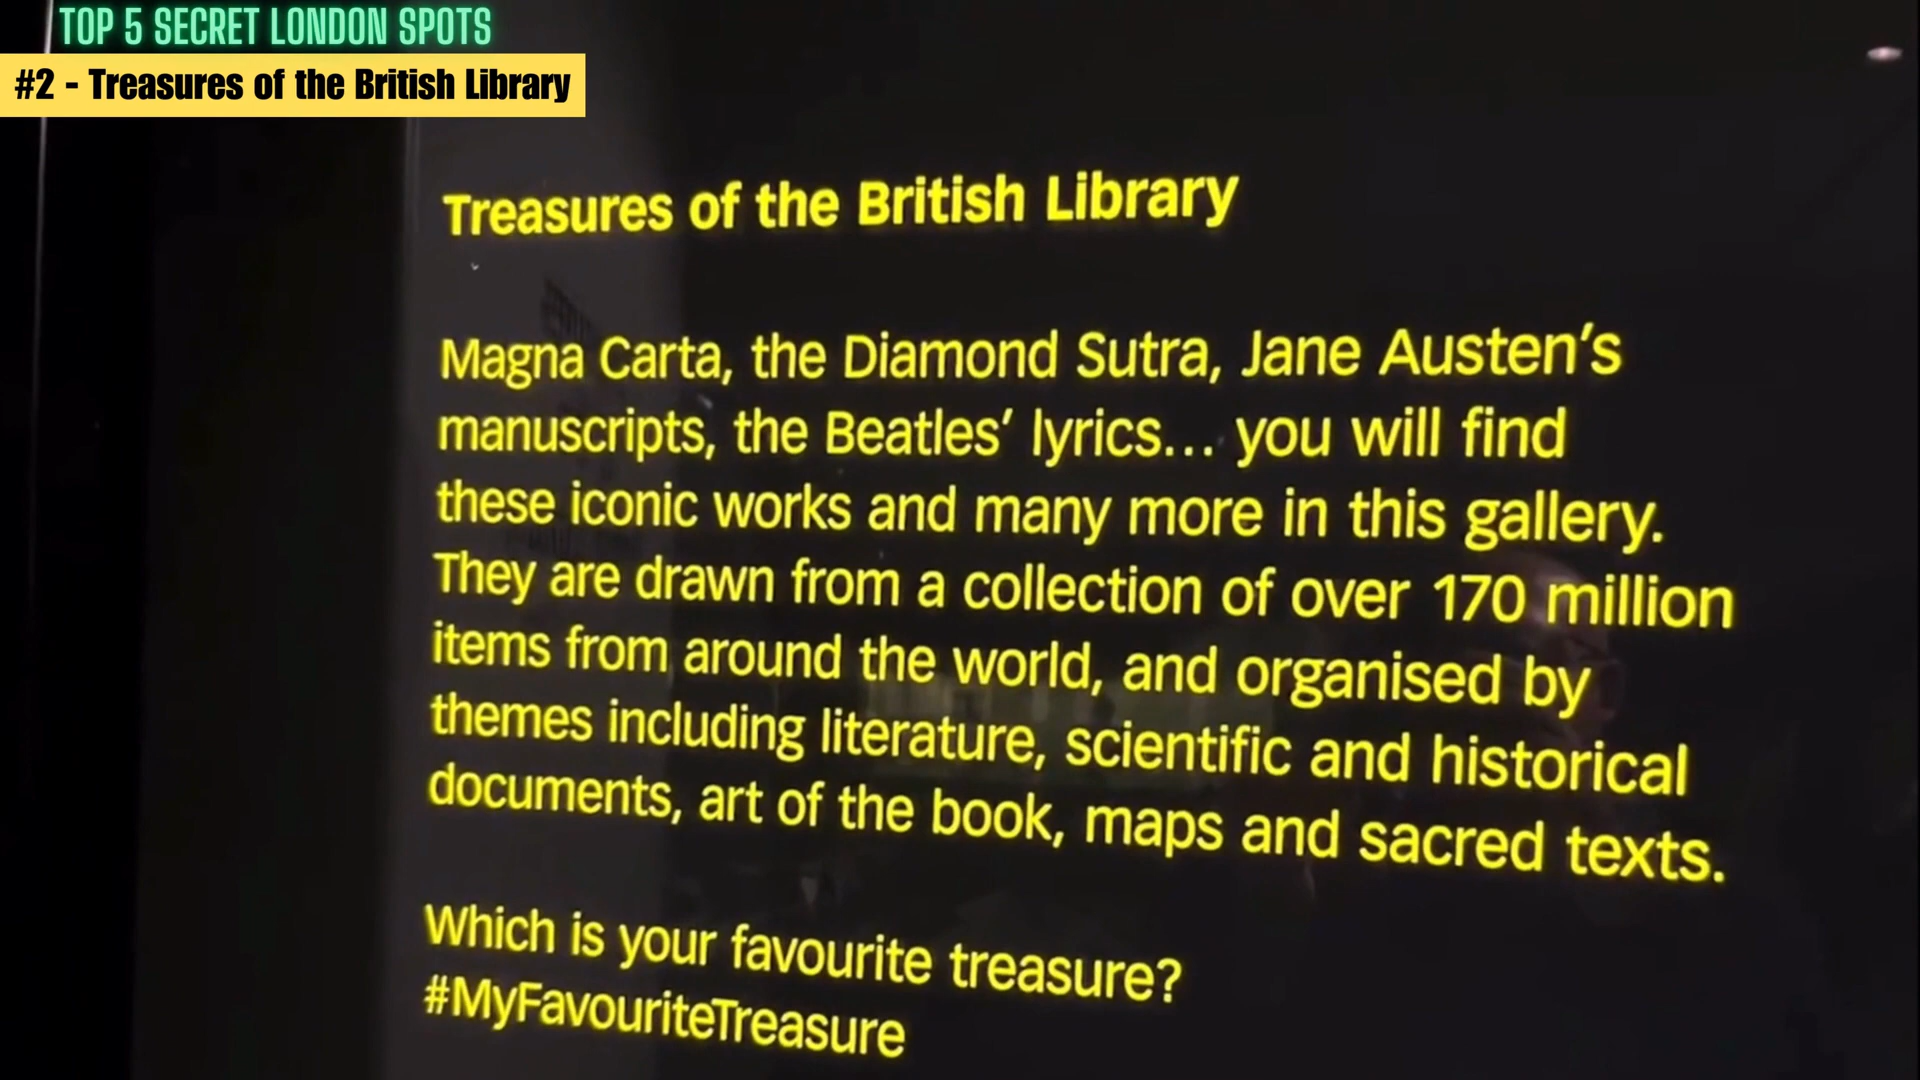 TOP 5 SECRET LONDON SPOTS
#2 - Treasures of the British Library
Treasures of the British Library
Magna Carta, the Diamond Sutra, Jane Austen’s
manuscripts, the Beatles’ lyrics... you will find
these iconic works and many more in this gallery.
They are drawn from a collection of over 170 million
items from around the world, and organised by
themes including literature, scientific and historical
documents, art of the book, maps and sacred texts.
Which is your favourite treasure?
#MyFavouriteTreasure